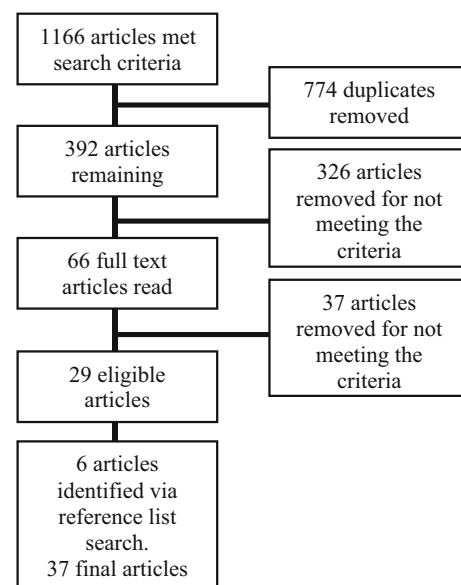 1166 articles met
search criteria
774 duplicates
removed
392 articles
remaining
326 articles
removed for not
meeting the
criteria
66 full text
articles read
37 articles
removed for not
meeting the
criteria
29 eligible
articles
6 articles
identified via
reference list
search.
37 final articles